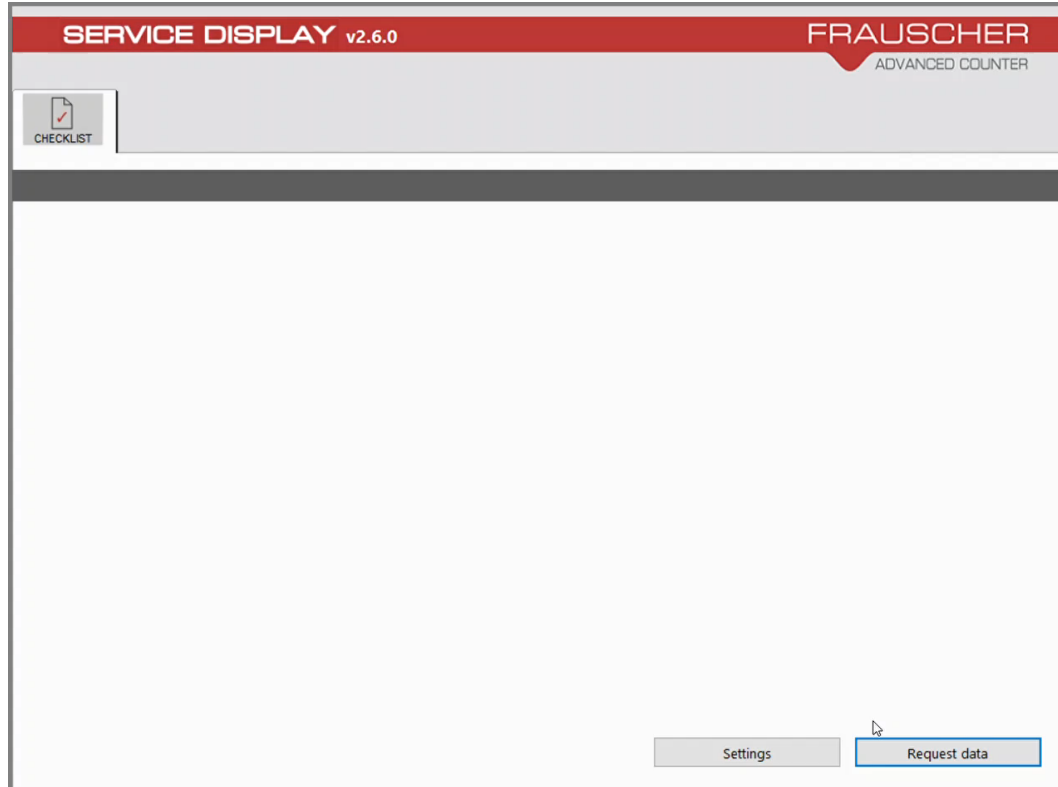 SERVICE DISPLAY v2.6.0
FRAUSCHER
ADVANCED COUNTER
CHECKLIST
Settings
Request data